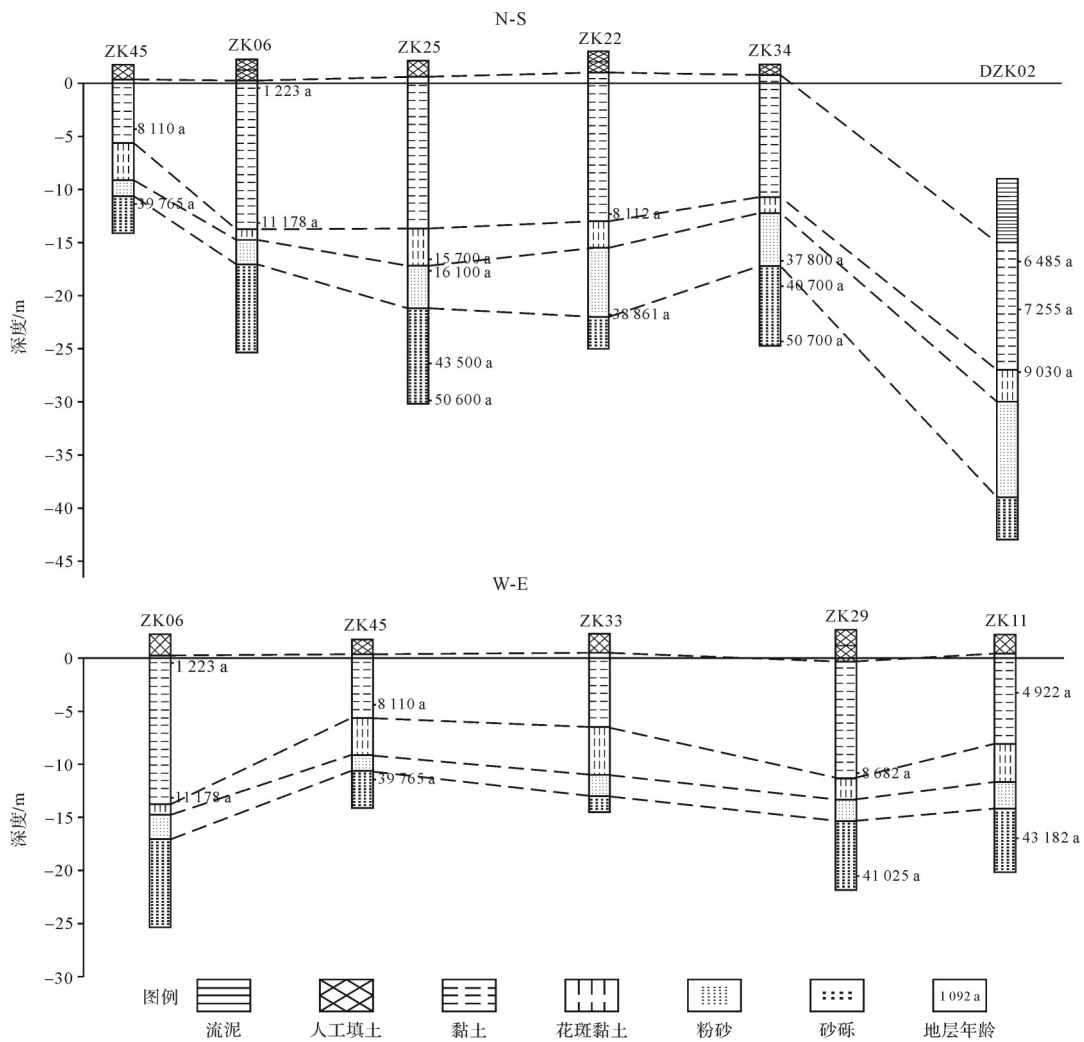 N-S
ZK45 ZK06 ZK25 ZK22 ZK34 DZK02
0
-5
-10
-15
-20
-25
-30
-35
-40
-45
深度/m
8 110 a
39 765 a
1 223 a
11 178 a
15 700 a
16 100 a
43 500 a
50 600 a
8 112 a
38 861 a
37 800 a
40 700 a
50 700 a
6 485 a
7 255 a
9 030 a
W-E
ZK06 ZK45 ZK33 ZK29 ZK11
0
-5
-10
-15
-20
-25
-30
深度/m
1 223 a
11 178 a
8 110 a
39 765 a
8 682 a
41 025 a
4 922 a
43 182 a
图例 1 092 a
流泥 人工填土 黏土 花斑黏土 粉砂 砂砾 地层年龄